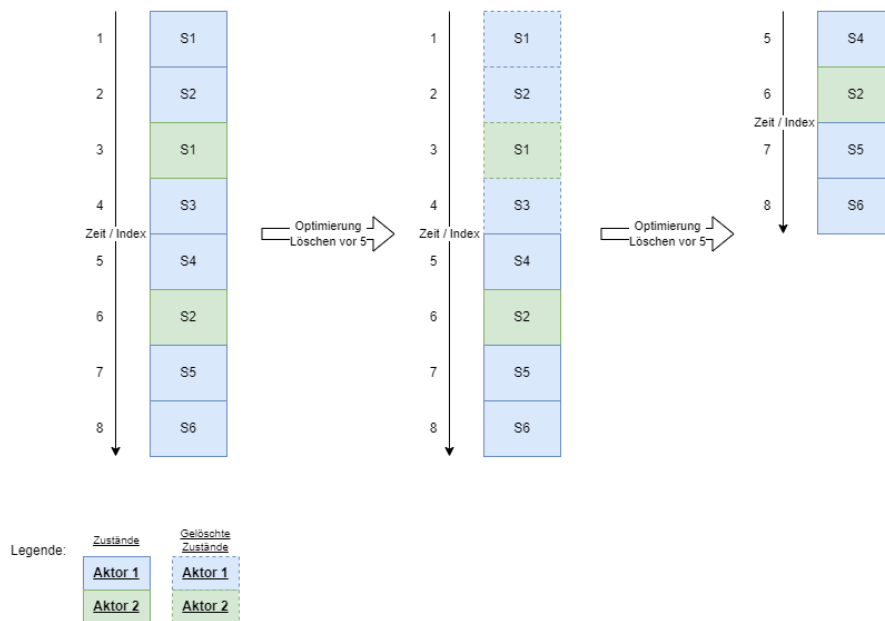 1 S1
2 S2
3 S1
4 S3
Zeit / Index
5 S4
6 S2
7 S5
8 S6
Optimierung
Löschen vor 5
1 S1
2 S2
3 S1
4 S3
Zeit / Index
5 S4
6 S2
7 S5
8 S6
Optimierung
Löschen vor 5
5 S4
6 S2
Zeit / Index
7 S5
8 S6
Legende:
Zustände
Aktor 1
Aktor 2
Gelöschte
Zustände
Aktor 1
Aktor 2